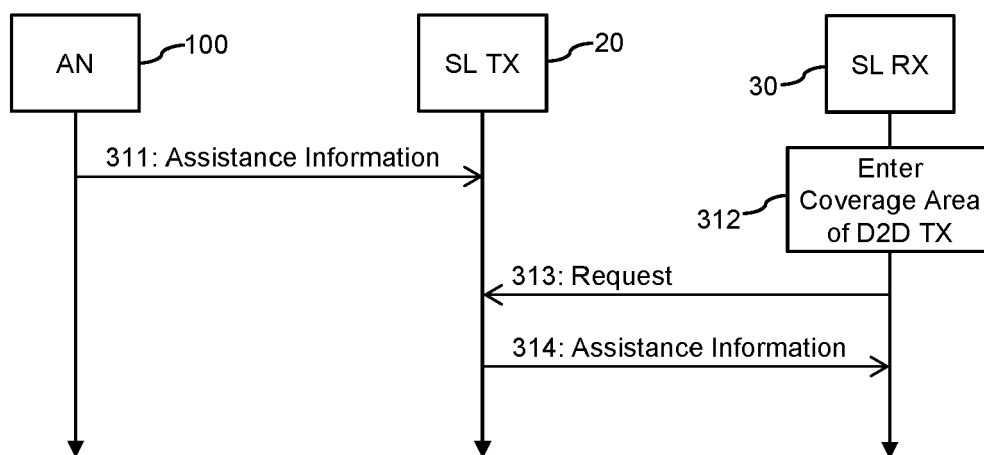 AN
100
SL TX
20
SL RX
30
311: Assistance Information
Enter
Coverage Area
of D2D TX
312
313: Request
314: Assistance Information